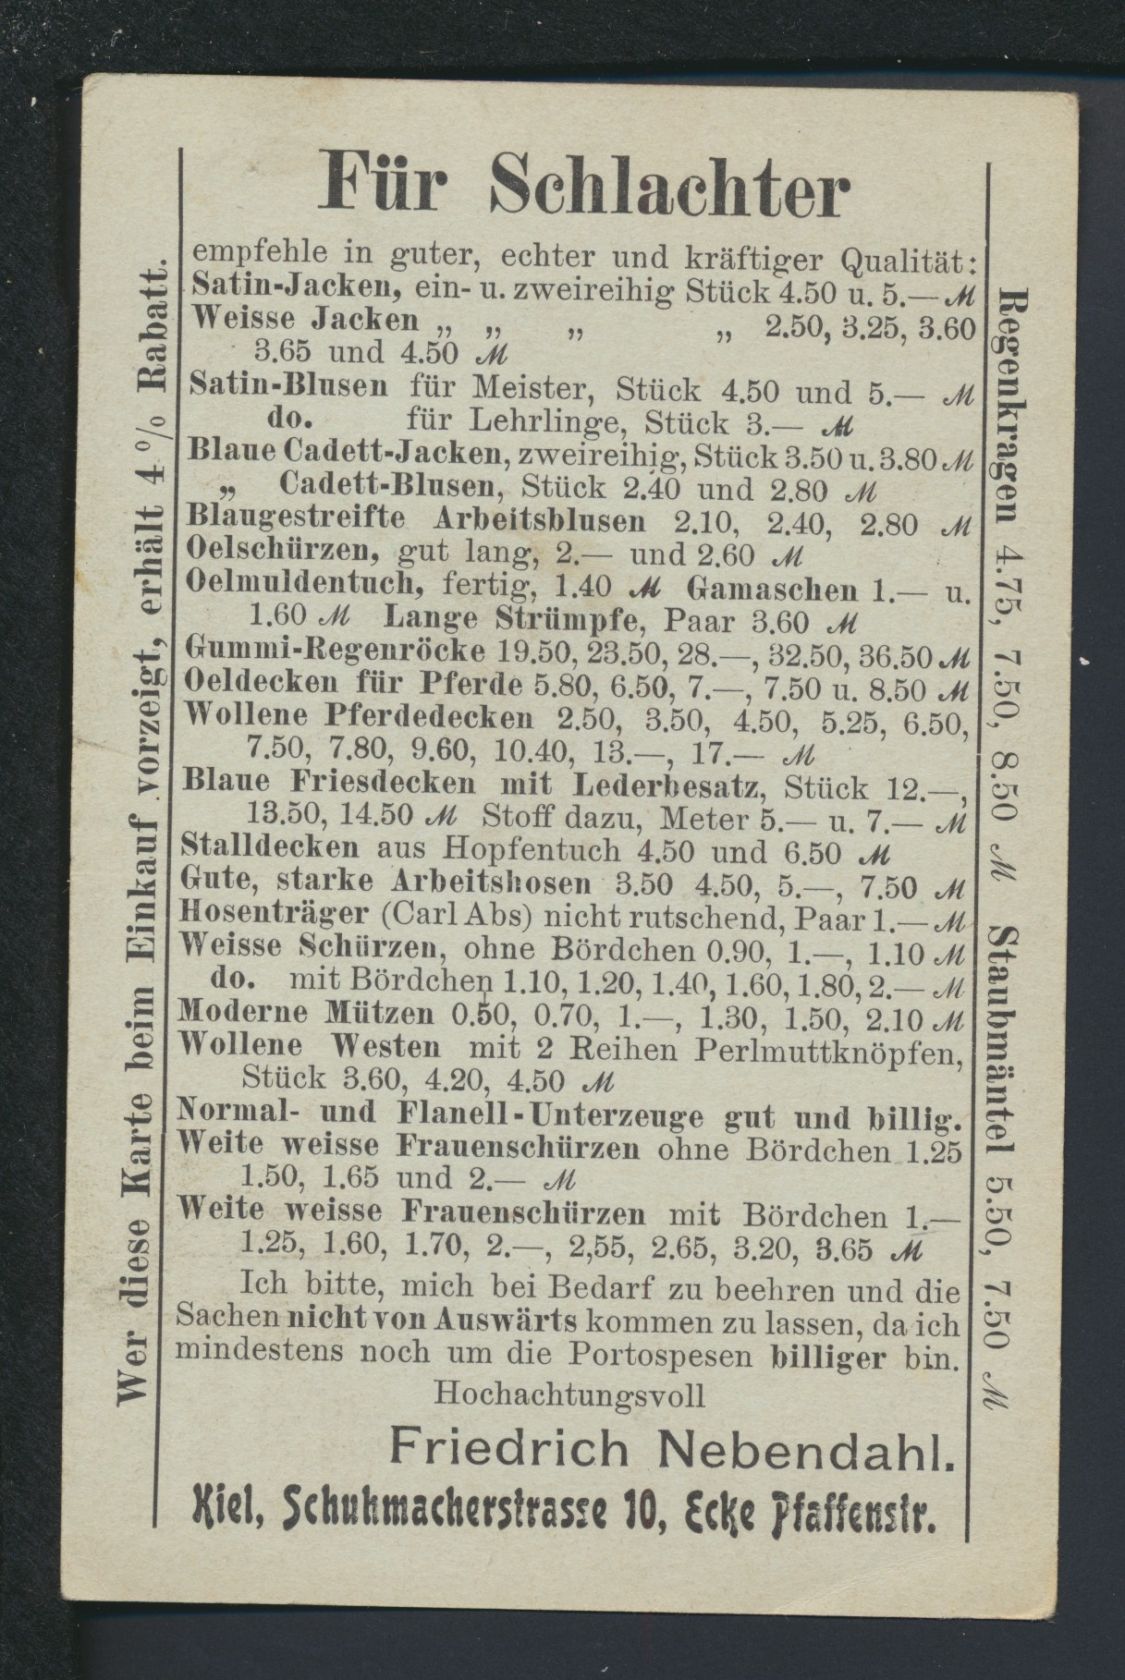 Für Schlachter
empfehle in guter, echter und kräftiger Qualität:
Satin-Jacken, ein- u. zweireihig Stück 4.50 u. 5.— ℳ
Weisse Jacken „ „ „ „ 2.50, 3.25, 3.60
3.65 und 4.50 ℳ
Satin-Blusen für Meister, Stück 4.50 und 5.— ℳ
do. für Lehrlinge, Stück 3.— ℳ
Blaue Cadett-Jacken, zweireihig, Stück 3.50 u. 3.80 ℳ
„ Cadett-Blusen, Stück 2.40 und 2.80 ℳ
Blaugestreifte Arbeitsblusen 2.10, 2.40, 2.80 ℳ
Oelschürzen, gut lang, 2.— und 2.60 ℳ
Oelmuldentuch, fertig, 1.40 ℳ Gamaschen 1.— u.
1.60 ℳ Lange Strümpfe, Paar 3.60 ℳ
Gummi-Regenröcke 19.50, 23.50, 28.—, 32.50, 36.50 ℳ
Oeldecken für Pferde 5.80, 6.50, 7.—, 7.50 u. 8.50 ℳ
Wollene Pferdedecken 2.50, 3.50, 4.50, 5.25, 6.50,
7.50, 7.80, 9.60, 10.40, 13.—, 17.— ℳ
Blaue Friesdecken mit Lederbesatz, Stück 12.—,
13.50, 14.50 ℳ Stoff dazu, Meter 5.— u. 7.— ℳ
Stalldecken aus Hopfentuch 4.50 und 6.50 ℳ
Gute, starke Arbeitshosen 3.50 4.50, 5.—, 7.50 ℳ
Hosenträger (Carl Abs) nicht rutschend, Paar 1.— ℳ
Weisse Schürzen, ohne Bördchen 0.90, 1.—, 1.10 ℳ
do. mit Bördchen 1.10, 1.20, 1.40, 1.60, 1.80, 2.— ℳ
Moderne Mützen 0.50, 0.70, 1.—, 1.30, 1.50, 2.10 ℳ
Wollene Westen mit 2 Reihen Perlmuttknöpfen,
Stück 3.60, 4.20, 4.50 ℳ
Normal- und Flanell-Unterzeuge gut und billig.
Weite weisse Frauenschürzen ohne Bördchen 1.25
1.50, 1.65 und 2.— ℳ
Weite weisse Frauenschürzen mit Bördchen 1.—
1.25, 1.60, 1.70, 2.—, 2,55, 2.65, 3.20, 3.65 ℳ
Ich bitte, mich bei Bedarf zu beehren und die
Sachen nicht von Auswärts kommen zu lassen, da ich
mindestens noch um die Portospesen billiger bin.
Hochachtungsvoll
Friedrich Nebendahl.
Kiel, Schuhmacherstrasse 10, Ecke Pfaffenstr.
Wer diese Karte beim Einkauf vorzeigt, erhält 4 % Rabatt.
Regenkragen 4.75, 7.50, 8.50 ℳ Staubmäntel 5.50, 7.50 ℳ